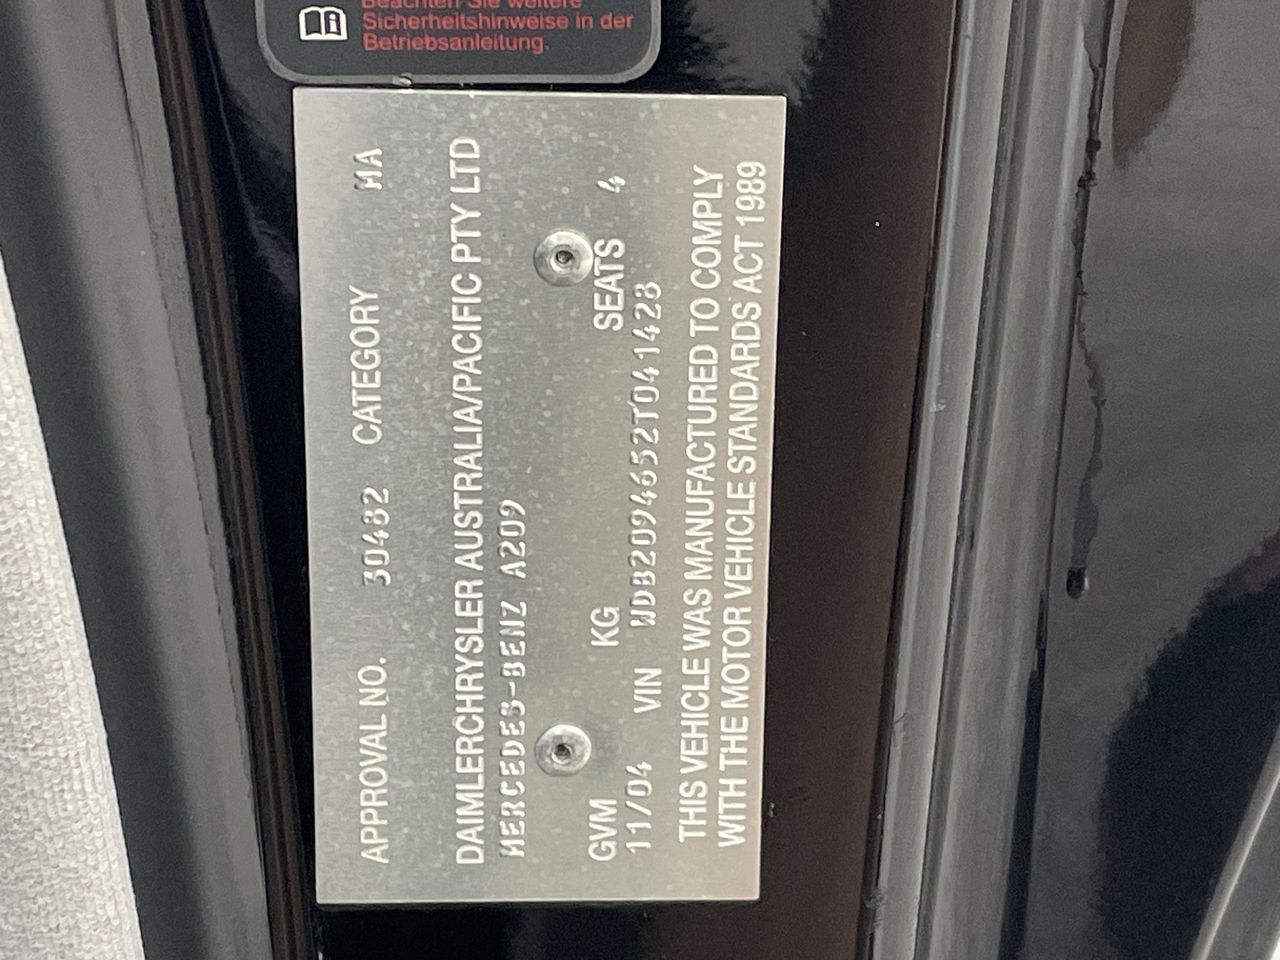 Beachten Sie weitere
Sicherheitshinweise in der
Betriebsanleitung.
APPROVAL NO. 30482 CATEGORY MA
DAIMLERCHRYSLER AUSTRALIA/PACIFIC PTY LTD
MERCEDES-BENZ A209
GVM KG SEATS 4
11/04 VIN WDB2094652T041428
THIS VEHICLE WAS MANUFACTURED TO COMPLY
WITH THE MOTOR VEHICLE STANDARDS ACT 1989